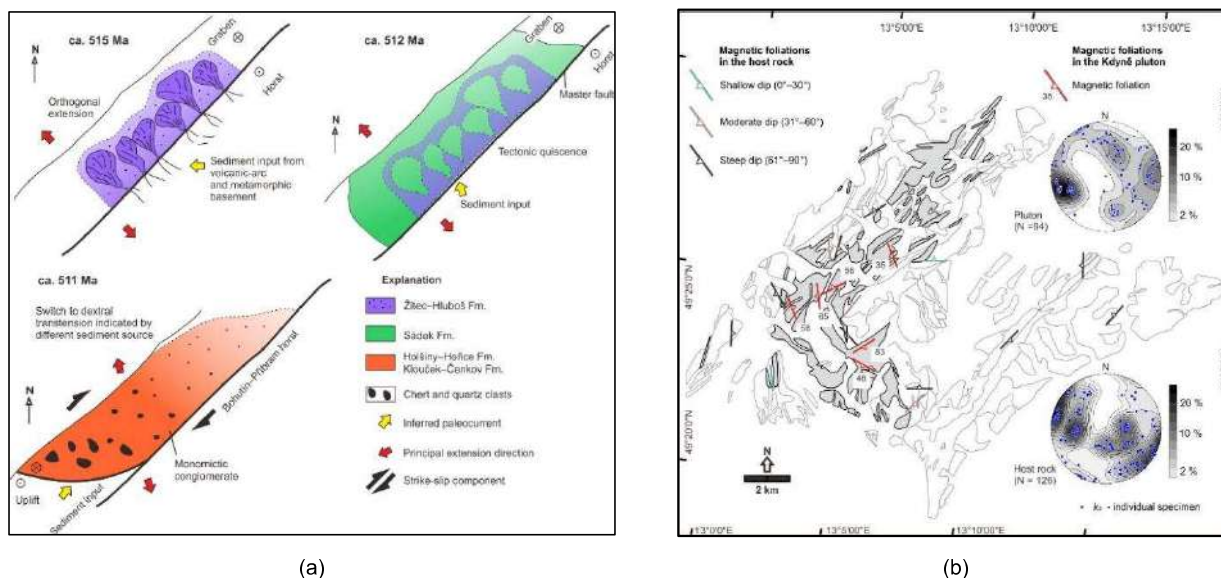 ca. 515 Ma
N
Graben
Horst
Orthogonal
extension
Sediment input from
volcanic-arc
and metamorphic
basement
ca. 512 Ma
N
Graben
Horst
Master fault
Tectonic quiscence
Sediment input
ca. 511 Ma
Switch to dextral
transtension indicated by
different sediment source
N
Bohutín–Příbram horst
Monomictic
conglomerate
Uplift
Sediment input
Explanation
Žitec–Hluboš Fm.
Sádek Fm.
Holšiny–Hořice Fm.
Klouček–Čenkov Fm.
Chert and quartz clasts
Inferred paleocurrent
Principal extension direction
Strike-slip component
(a)
13°5'0"E
13°10'0"E
13°15'0"E
Magnetic foliations
in the host rock
Shallow dip (0°–30°)
Moderate dip (31°–60°)
Steep dip (61°–90°)
Magnetic foliations
in the Kdyně pluton
Magnetic foliation
N
20 %
10 %
2 %
Pluton
(N =84)
49°25'0"N
49°20'0"N
N
20 %
10 %
2 %
Host rock
(N = 126)
N
2 km
- individual specimen
13°0'0"E
13°5'0"E
13°10'0"E
(b)